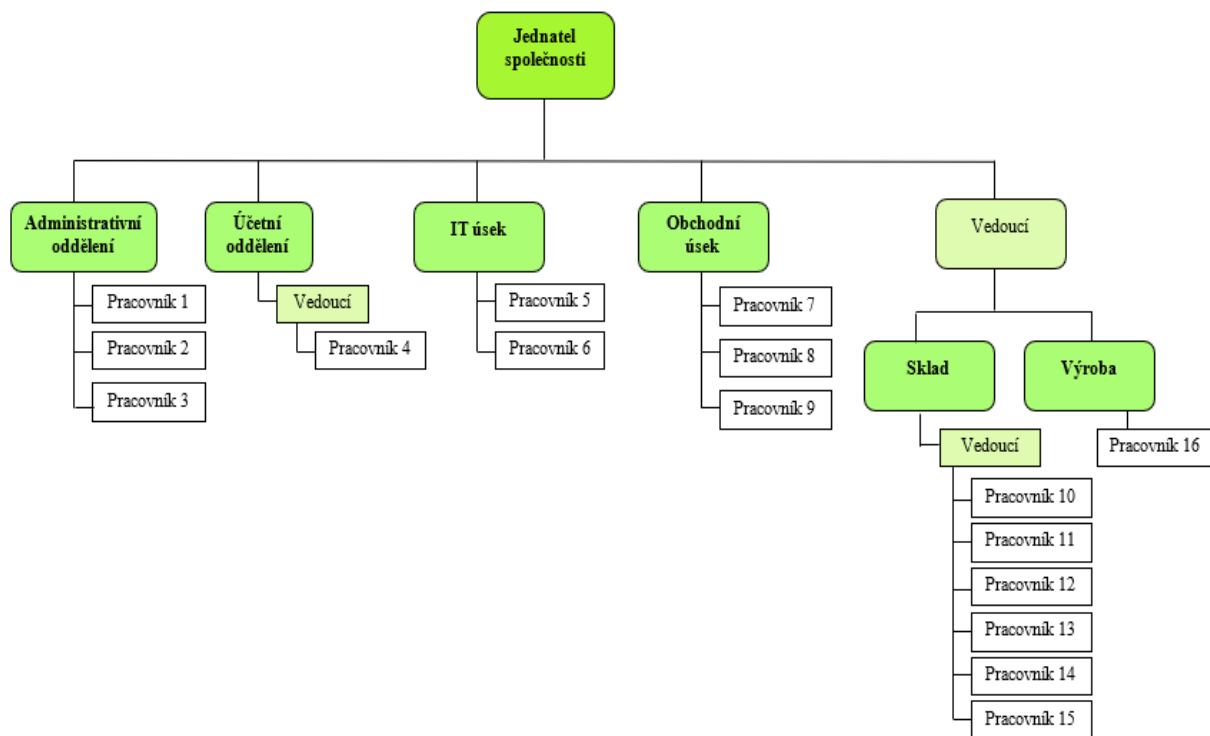 Jednatel
společnosti
Administrativní
oddělení
Pracovník 1
Pracovník 2
Pracovník 3
Účetní
oddělení
Vedoucí
Pracovník 4
IT úsek
Pracovník 5
Pracovník 6
Obchodní
úsek
Pracovník 7
Pracovník 8
Pracovník 9
Vedoucí
Sklad
Vedoucí
Pracovník 10
Pracovník 11
Pracovník 12
Pracovník 13
Pracovník 14
Pracovník 15
Výroba
Pracovník 16